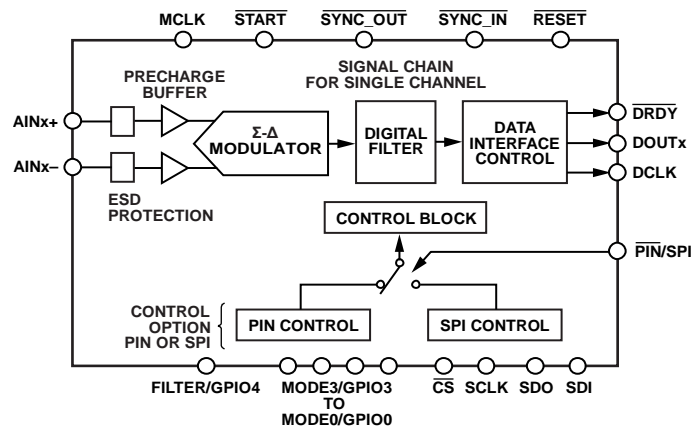 MCLK
START
SYNC_OUT
SYNC_IN
RESET
PRECHARGE
BUFFER
SIGNAL CHAIN
FOR SINGLE CHANNEL
AINx+
AINx–
Σ-Δ
MODULATOR
DIGITAL
FILTER
DATA
INTERFACE
CONTROL
DRDY
DOUTx
DCLK
ESD
PROTECTION
CONTROL BLOCK
PIN/SPI
CONTROL
OPTION
PIN OR SPI
PIN CONTROL
SPI CONTROL
FILTER/GPIO4
MODE3/GPIO3
TO
MODE0/GPIO0
CS
SCLK
SDO
SDI